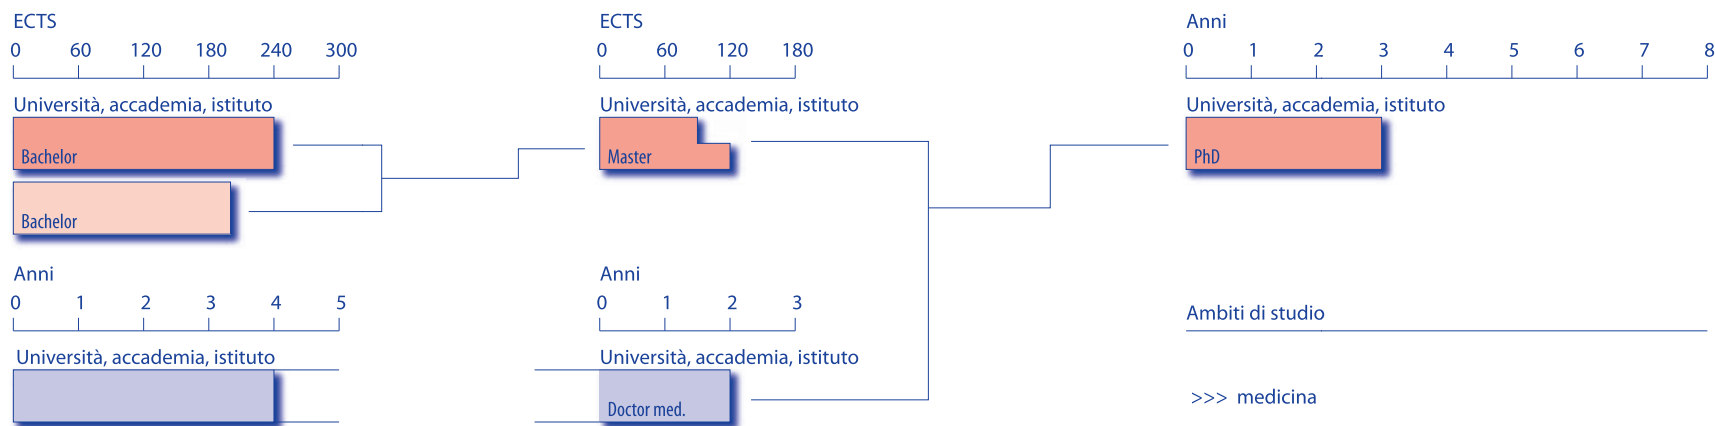 ECTS
0 60 120 180 240 300
Università, accademia, istituto
Bachelor
Bachelor
Anni
0 1 2 3 4 5
Università, accademia, istituto
ECTS
0 60 120 180
Università, accademia, istituto
Master
Anni
0 1 2 3
Università, accademia, istituto
Doctor med.
Anni
0 1 2 3 4 5 6 7 8
Università, accademia, istituto
PhD
Ambiti di studio
>>> medicina